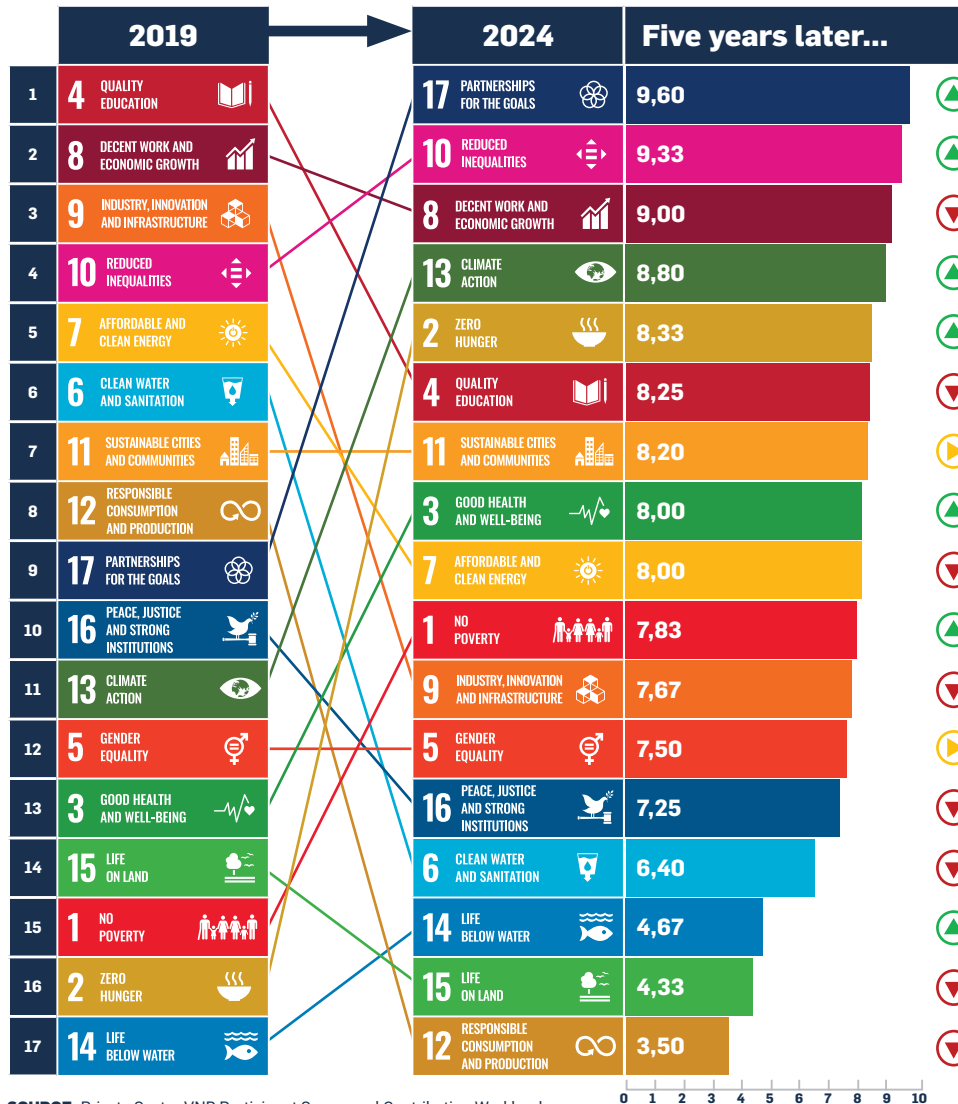 2019
2024
Five years later...
1
4
QUALITY
EDUCATION
17
PARTNERSHIPS
FOR THE GOALS
9,60
2
8
DECENT WORK AND
ECONOMIC GROWTH
10
REDUCED
INEQUALITIES
9,33
3
9
INDUSTRY, INNOVATION
AND INFRASTRUCTURE
8
DECENT WORK AND
ECONOMIC GROWTH
9,00
4
10
REDUCED
INEQUALITIES
13
CLIMATE
ACTION
8,80
5
7
AFFORDABLE AND
CLEAN ENERGY
2
ZERO
HUNGER
8,33
6
6
CLEAN WATER
AND SANITATION
4
QUALITY
EDUCATION
8,25
7
11
SUSTAINABLE CITIES
AND COMMUNITIES
11
SUSTAINABLE CITIES
AND COMMUNITIES
8,20
8
12
RESPONSIBLE
CONSUMPTION
AND PRODUCTION
3
GOOD HEALTH
AND WELL-BEING
8,00
9
17
PARTNERSHIPS
FOR THE GOALS
7
AFFORDABLE AND
CLEAN ENERGY
8,00
10
16
PEACE, JUSTICE
AND STRONG
INSTITUTIONS
1
NO
POVERTY
7,83
11
13
CLIMATE
ACTION
9
INDUSTRY, INNOVATION
AND INFRASTRUCTURE
7,67
12
5
GENDER
EQUALITY
5
GENDER
EQUALITY
7,50
13
3
GOOD HEALTH
AND WELL-BEING
16
PEACE, JUSTICE
AND STRONG
INSTITUTIONS
7,25
14
15
LIFE
ON LAND
6
CLEAN WATER
AND SANITATION
6,40
15
1
NO
POVERTY
14
LIFE
BELOW WATER
4,67
16
2
ZERO
HUNGER
15
LIFE
ON LAND
4,33
17
14
LIFE
BELOW WATER
12
RESPONSIBLE
CONSUMPTION
AND PRODUCTION
3,50
0 1 2 3 4 5 6 7 8 9 10